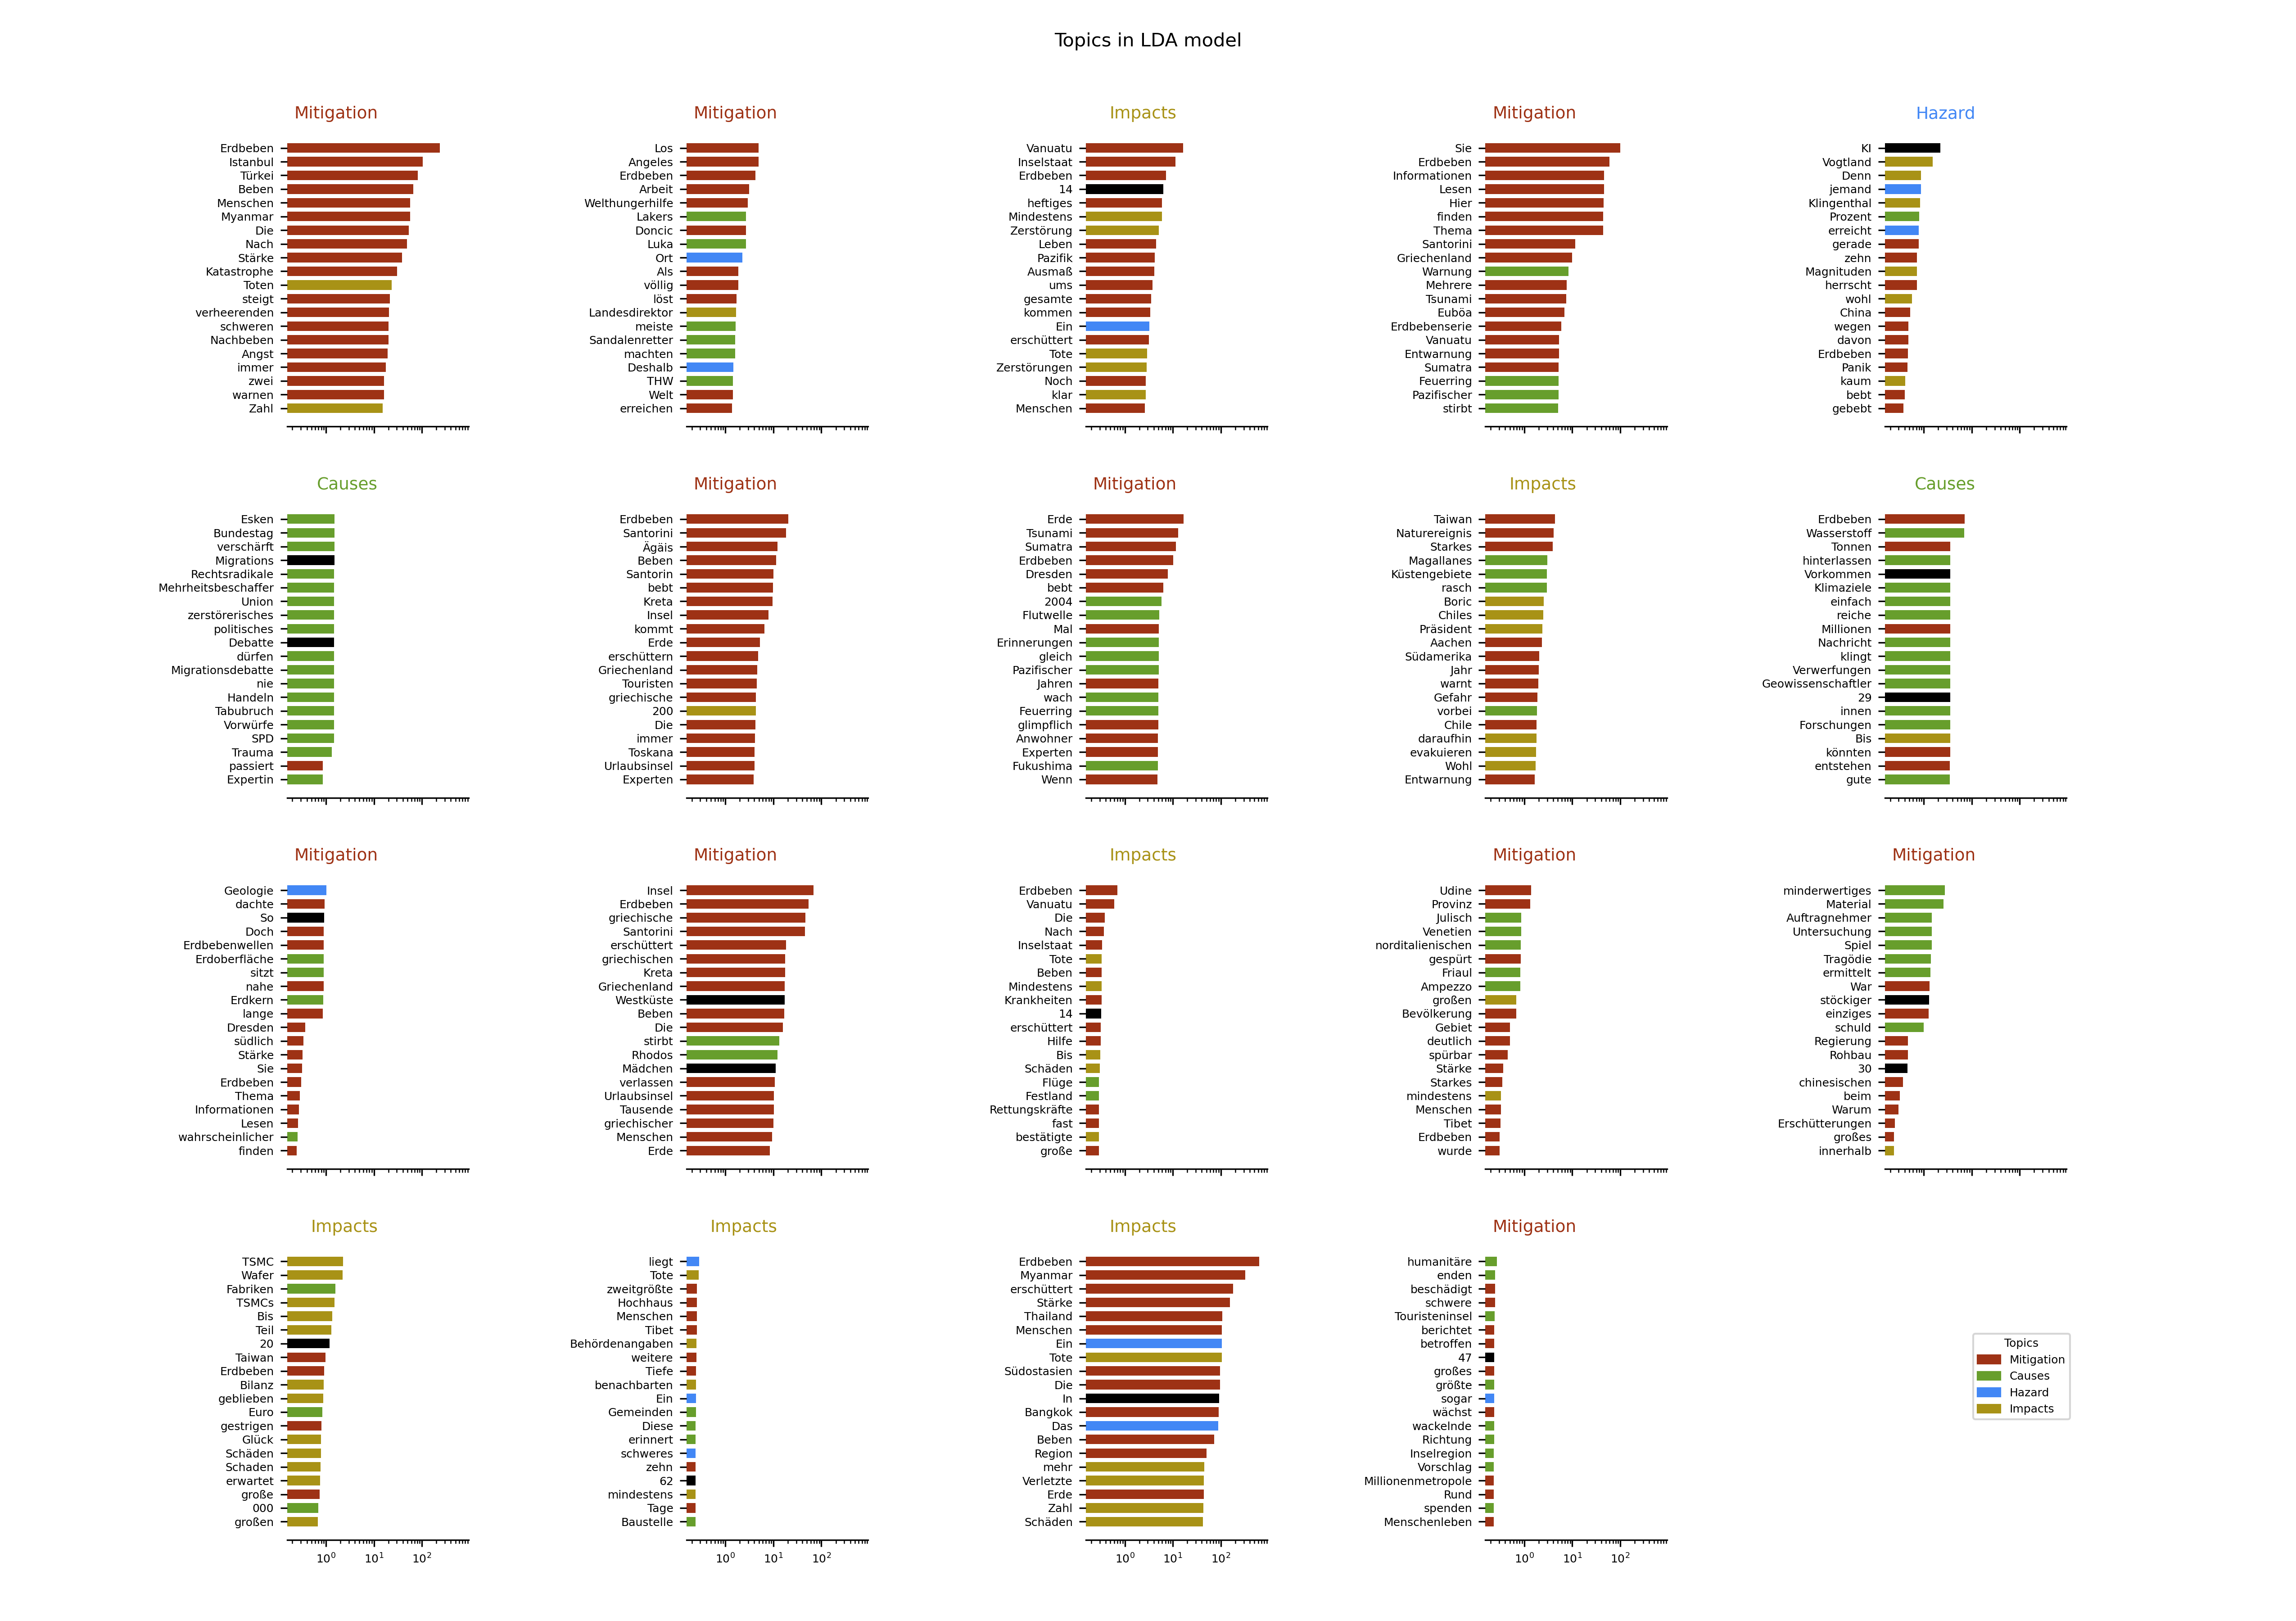 Topics in LDA model
Mitigation
Erdbeben
Istanbul
Türkei
Beben
Menschen
Myanmar
Die
Nach
Stärke
Katastrophe
Toten
steigt
verheerenden
schweren
Nachbeben
Angst
immer
zwei
warnen
Zahl
Mitigation
Los
Angeles
Erdbeben
Arbeit
Welthungerhilfe
Lakers
Doncic
Luka
Ort
Als
völlig
löst
Landesdirektor
meiste
Sandalenretter
machten
Deshalb
THW
Welt
erreichen
Impacts
Vanuatu
Inselstaat
Erdbeben
14
heftiges
Mindestens
Zerstörung
Leben
Pazifik
Ausmaß
ums
gesamte
kommen
Ein
erschüttert
Tote
Zerstörungen
Noch
klar
Menschen
Mitigation
Sie
Erdbeben
Informationen
Lesen
Hier
finden
Thema
Santorini
Griechenland
Warnung
Mehrere
Tsunami
Euböa
Erdbebenserie
Vanuatu
Entwarnung
Sumatra
Feuerring
Pazifischer
stirbt
Hazard
KI
Vogtland
Denn
jemand
Klingenthal
Prozent
erreicht
gerade
zehn
Magnituden
herrscht
wohl
China
wegen
davon
Erdbeben
Panik
kaum
bebt
gebebt
Causes
Esken
Bundestag
verschärft
Migrations
Rechtsradikale
Mehrheitsbeschaffer
Union
zerstörerisches
politisches
Debatte
dürfen
Migrationsdebatte
nie
Handeln
Tabubruch
Vorwürfe
SPD
Trauma
passiert
Expertin
Mitigation
Erdbeben
Santorini
Ägäis
Beben
Santorin
bebt
Kreta
Insel
kommt
Erde
erschüttern
Griechenland
Touristen
griechische
200
Die
immer
Toskana
Urlaubsinsel
Experten
Mitigation
Erde
Tsunami
Sumatra
Erdbeben
Dresden
bebt
2004
Flutwelle
Mal
Erinnerungen
gleich
Pazifischer
Jahren
wach
Feuerring
glimpflich
Anwohner
Experten
Fukushima
Wenn
Impacts
Taiwan
Naturereignis
Starkes
Magallanes
Küstengebiete
rasch
Boric
Chiles
Präsident
Aachen
Südamerika
Jahr
warnt
Gefahr
vorbei
Chile
daraufhin
evakuieren
Wohl
Entwarnung
Causes
Erdbeben
Wasserstoff
Tonnen
hinterlassen
Vorkommen
Klimaziele
einfach
reiche
Millionen
Nachricht
klingt
Verwerfungen
Geowissenschaftler
29
innen
Forschungen
Bis
könnten
entstehen
gute
Mitigation
Geologie
dachte
So
Doch
Erdbebenwellen
Erdoberfläche
sitzt
nahe
Erdkern
lange
Dresden
südlich
Stärke
Sie
Erdbeben
Thema
Informationen
Lesen
wahrscheinlicher
finden
Mitigation
Insel
Erdbeben
griechische
Santorini
erschüttert
griechischen
Kreta
Griechenland
Westküste
Beben
Die
stirbt
Rhodos
Mädchen
verlassen
Urlaubsinsel
Tausende
griechischer
Menschen
Erde
Impacts
Erdbeben
Vanuatu
Die
Nach
Inselstaat
Tote
Beben
Mindestens
Krankheiten
14
erschüttert
Hilfe
Bis
Schäden
Flüge
Festland
Rettungskräfte
fast
bestätigte
große
Mitigation
Udine
Provinz
Julisch
Venetien
norditalienischen
gespürt
Friaul
Ampezzo
großen
Bevölkerung
Gebiet
deutlich
spürbar
Stärke
Starkes
mindestens
Menschen
Tibet
Erdbeben
wurde
Mitigation
minderwertiges
Material
Auftragnehmer
Untersuchung
Spiel
Tragödie
ermittelt
War
stöckiger
einziges
schuld
Regierung
Rohbau
30
chinesischen
beim
Warum
Erschütterungen
großes
innerhalb
Impacts
TSMC
Wafer
Fabriken
TSMCs
Bis
Teil
20
Taiwan
Erdbeben
Bilanz
geblieben
Euro
gestrigen
Glück
Schäden
Schaden
erwartet
große
000
großen
10⁰ 10¹ 10²
Impacts
liegt
Tote
zweitgrößte
Hochhaus
Menschen
Tibet
Behördenangaben
weitere
Tiefe
benachbarten
Ein
Gemeinden
Diese
erinnert
schweres
zehn
62
mindestens
Tage
Baustelle
10⁰ 10¹ 10²
Impacts
Erdbeben
Myanmar
erschüttert
Stärke
Thailand
Menschen
Ein
Tote
Südostasien
Die
In
Bangkok
Das
Beben
Region
mehr
Verletzte
Erde
Zahl
Schäden
10⁰ 10¹ 10²
Mitigation
humanitäre
enden
beschädigt
schwere
Touristeninsel
berichtet
betroffen
47
großes
größte
sogar
wächst
wackelnde
Richtung
Inselregion
Vorschlag
Millionenmetropole
Rund
spenden
Menschenleben
10⁰ 10¹ 10²
Topics
Mitigation
Causes
Hazard
Impacts